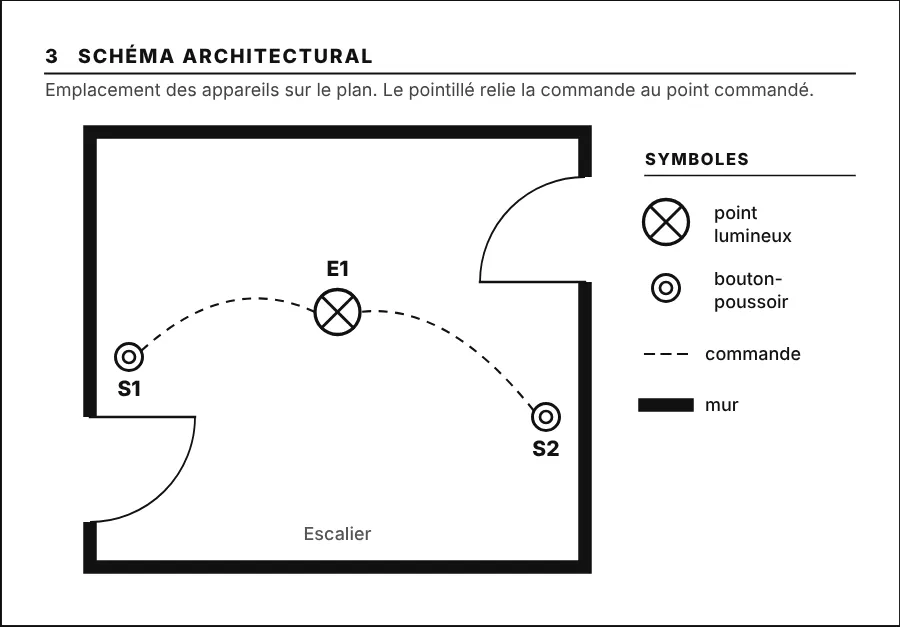 3 SCHÉMA ARCHITECTURAL
Emplacement des appareils sur le plan. Le pointillé relie la commande au point commandé.
SYMBOLES
point
lumineux
bouton-
poussoir
commande
mur
E1
S1
S2
Escalier